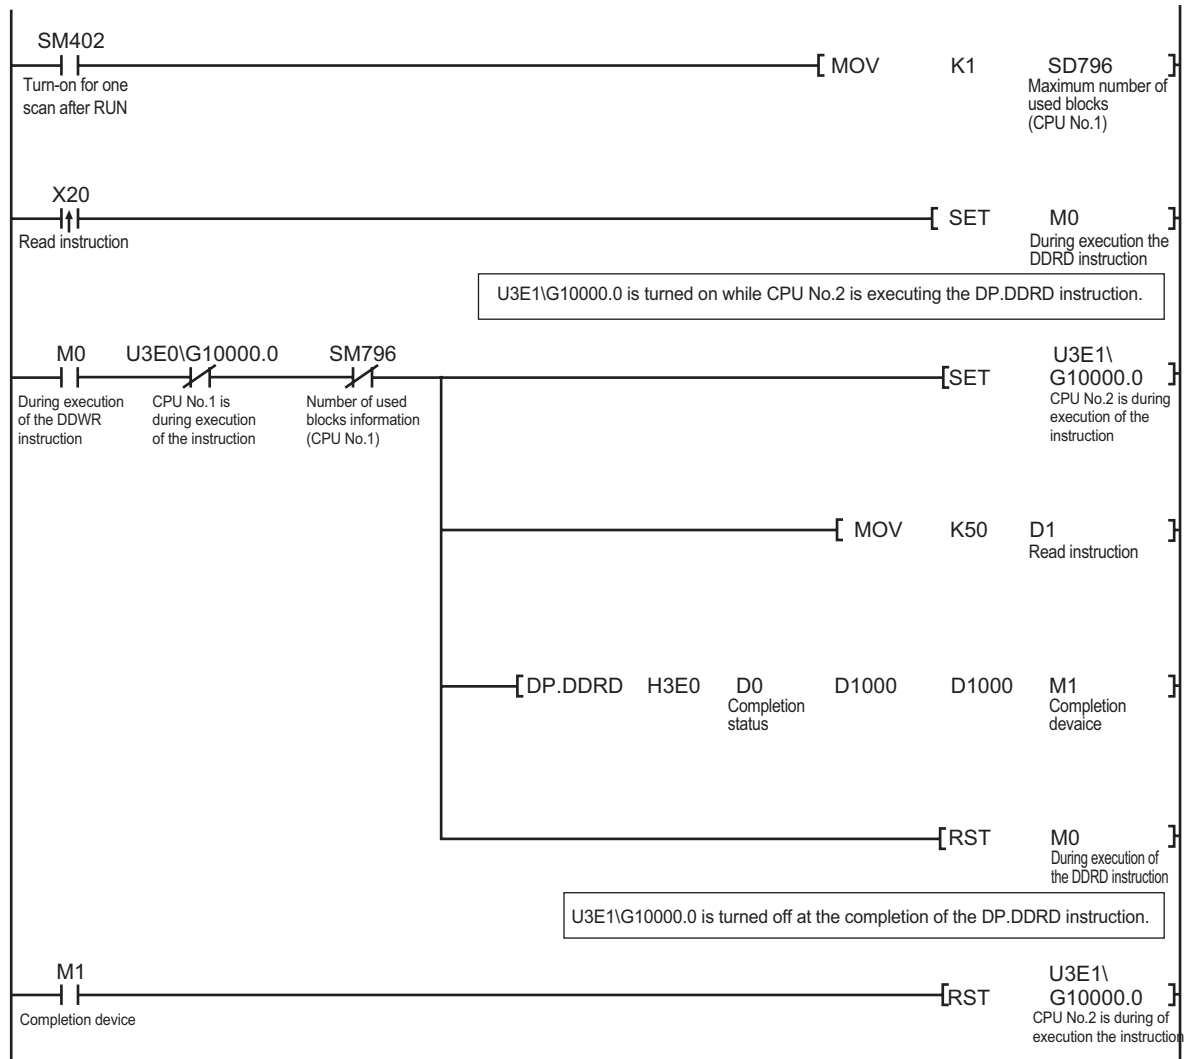 SM402
[ MOV K1 SD796 ]
Turn-on for one
scan after RUN
Maximum number of
used blocks
(CPU No.1)
X20
[ SET M0 ]
Read instruction
During execution the
DDRD instruction
U3E1\G10000.0 is turned on while CPU No.2 is executing the DP.DDRD instruction.
M0 U3E0\G10000.0 SM796
U3E1\
[SET G10000.0 ]
During execution
of the DDWR
instruction
CPU No.1 is
during execution
of the instruction
Number of used
blocks information
(CPU No.1)
CPU No.2 is during
execution of the
instruction
[ MOV K50 D1 ]
Read instruction
[DP.DDRD H3E0 D0 D1000 D1000 M1 ]
Completion
status
Completion
devaice
[RST M0 ]
During execution of
the DDRD instruction
U3E1\G10000.0 is turned off at the completion of the DP.DDRD instruction.
M1
U3E1\
[RST G10000.0 ]
Completion device
CPU No.2 is during of
execution the instruction